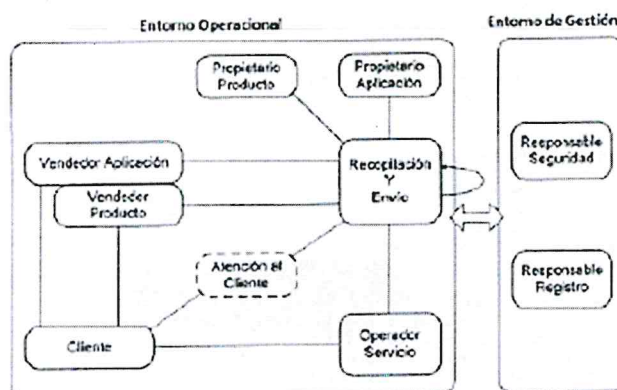 Entorno Operacional
Entorno de Gestión
Propietario
Producto
Propietario
Aplicación
Vendedor Aplicación
Vendedor
Producto
Recopilación
Y
Envío
Responsable
Seguridad
Atención al
Cliente
Responsable
Registro
Cliente
Operador
Servicio